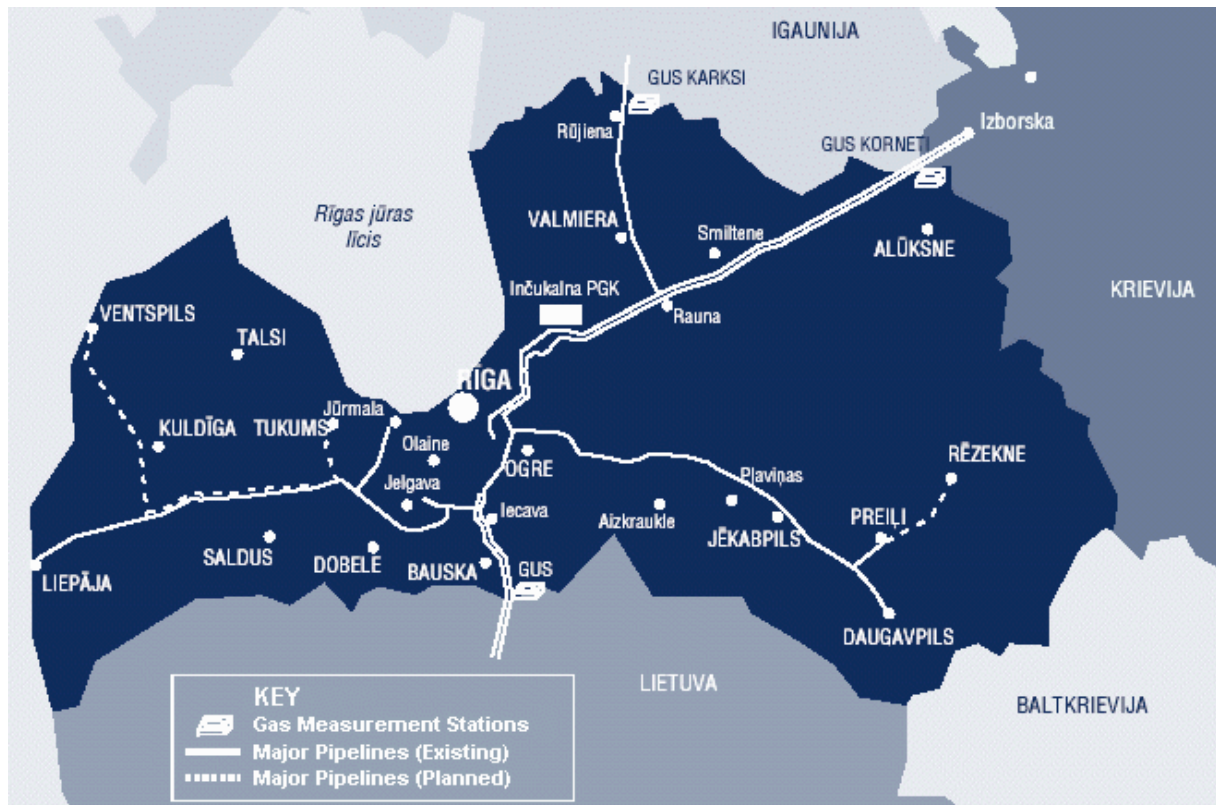 IGAUNIJA
GUS KARKSI
Rūjiena
Izborska
GUS KORNETI
Rīgas jūras
līcis
VALMIERA
Smiltene
ALŪKSNE
Inčukalna PGK
KRIEVIJA
VENTSPILS
Rauna
TALSI
RĪGA
Jūrmala
KULDĪGA
TUKUMS
Olaine
OGRE
RĒZEKNE
Jelgava
Pļaviņas
Iecava
Aizkraukle
PREIĻI
JĒKABPILS
SALDUS
DOBELE
BAUSKA
GUS
LIEPĀJA
DAUGAVPILS
LIETUVA
BALTKRIEVIJA
KEY
Gas Measurement Stations
Major Pipelines (Existing)
Major Pipelines (Planned)